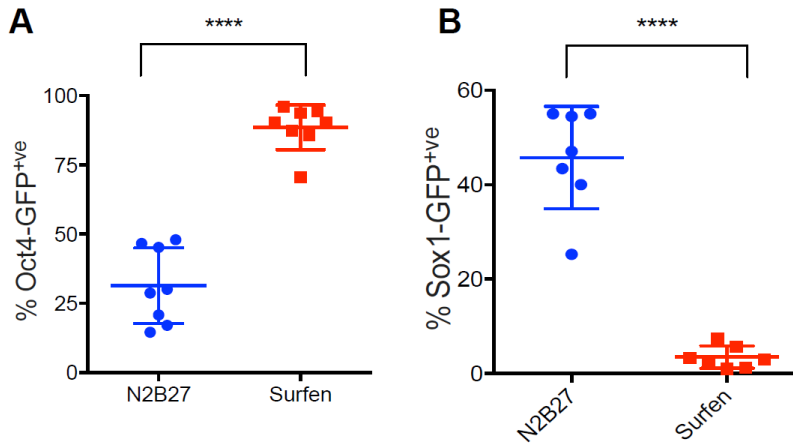 A
****
% Oct4-GFP+ve
100
75
50
25
0
N2B27
Surfen
B
****
% Sox1-GFP+ve
60
40
20
0
N2B27
Surfen